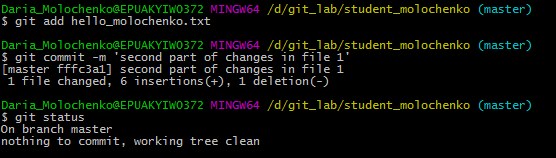 Daria_Molochenko@EPUAKYIW0372 MINGW64 /d/git_lab/student_molochenko (master)
$ git add hello_molochenko.txt
Daria_Molochenko@EPUAKYIW0372 MINGW64 /d/git_lab/student_molochenko (master)
$ git commit -m 'second part of changes in file 1'
[master fffc3a1] second part of changes in file 1
 1 file changed, 6 insertions(+), 1 deletion(-)
Daria_Molochenko@EPUAKYIW0372 MINGW64 /d/git_lab/student_molochenko (master)
$ git status
On branch master
nothing to commit, working tree clean